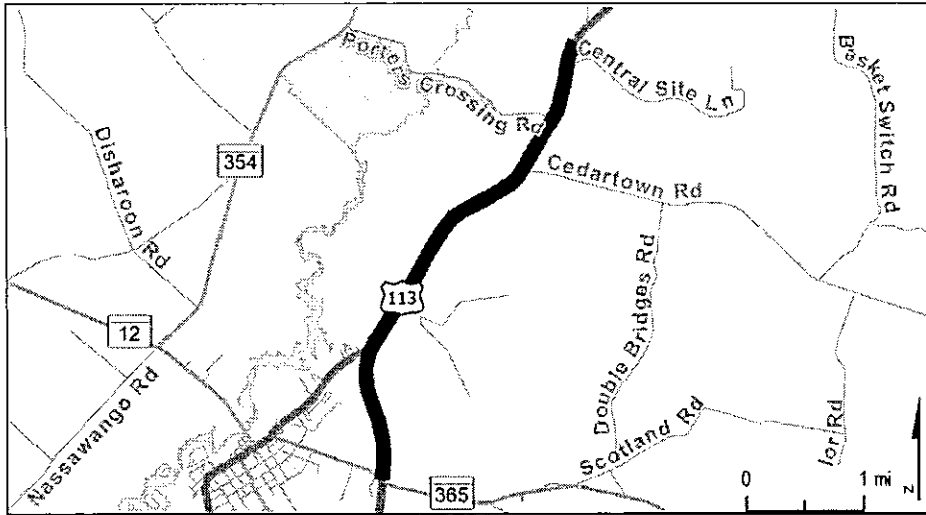 Porters Crossing Rd
Central Site Ln
Basket Switch Rd
Disharoon Rd
354
Cedartown Rd
113
Double Bridges Rd
12
Nassawango Rd
Scotland Rd
Ior Rd
365
0 1 mi
N